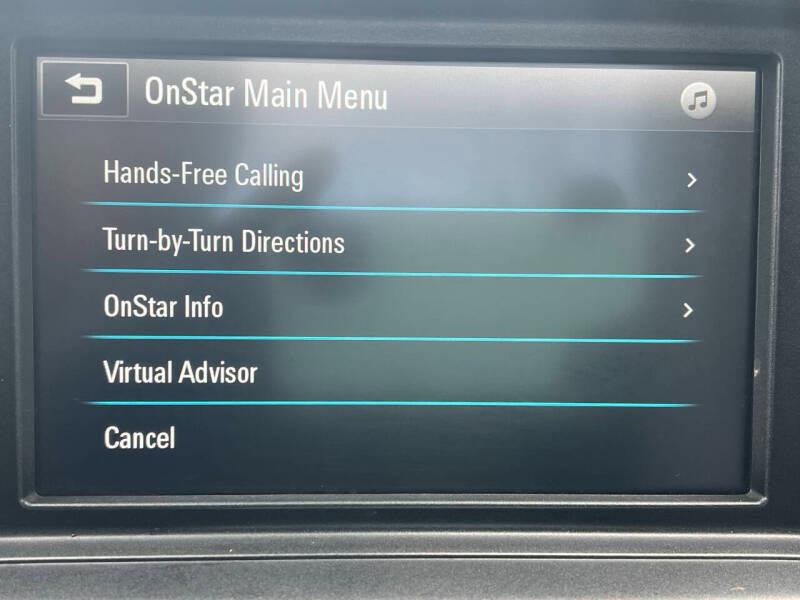 OnStar Main Menu
Hands-Free Calling
Turn-by-Turn Directions
OnStar Info
Virtual Advisor
Cancel